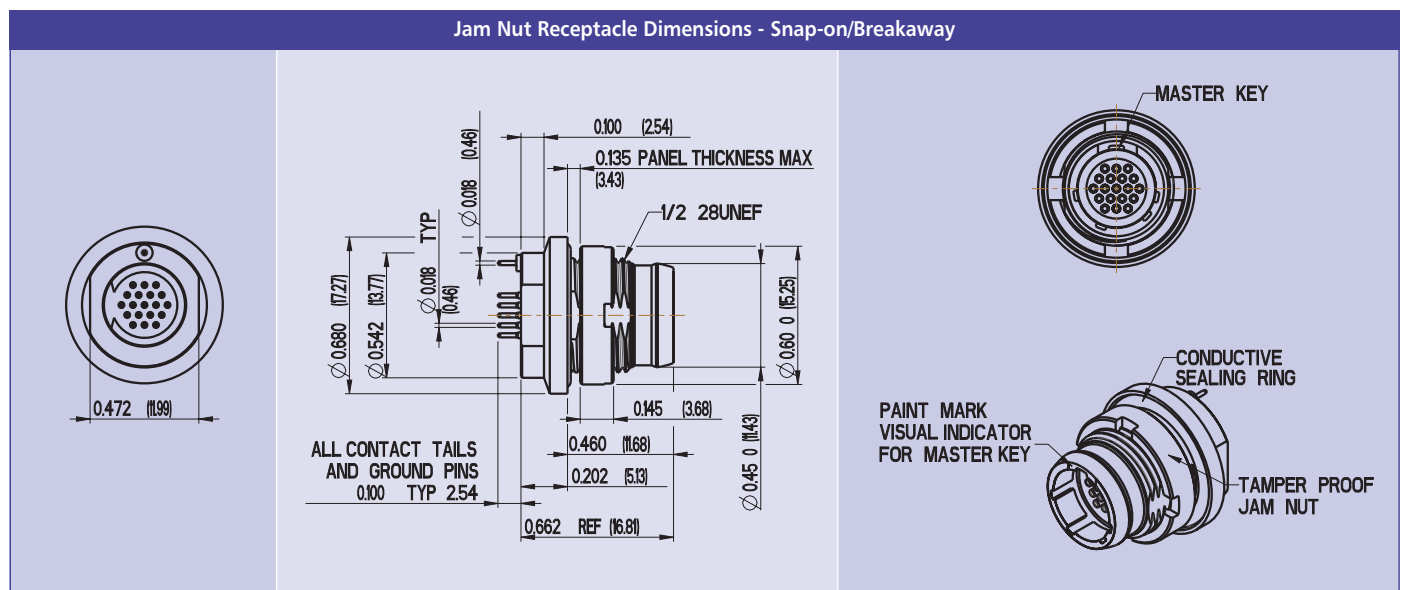 Jam Nut Receptacle Dimensions - Snap-on/Breakaway
0.472 (11.99)
0.100 (2.54)
0.135 PANEL THICKNESS MAX
(3.43)
1/2 28UNEF
Ø 0.018 (0.46)
Ø 0.018 TYP
(0.46)
Ø 0.680 (17.27)
Ø 0.542 (13.77)
Ø 0.60 0 (15.25)
Ø 0.45 0 (11.43)
0.145 (3.68)
0.460 (11.68)
0.202 (5.13)
0.662 REF (16.81)
ALL CONTACT TAILS
AND GROUND PINS
0.100 TYP 2.54
MASTER KEY
CONDUCTIVE
SEALING RING
PAINT MARK
VISUAL INDICATOR
FOR MASTER KEY
TAMPER PROOF
JAM NUT